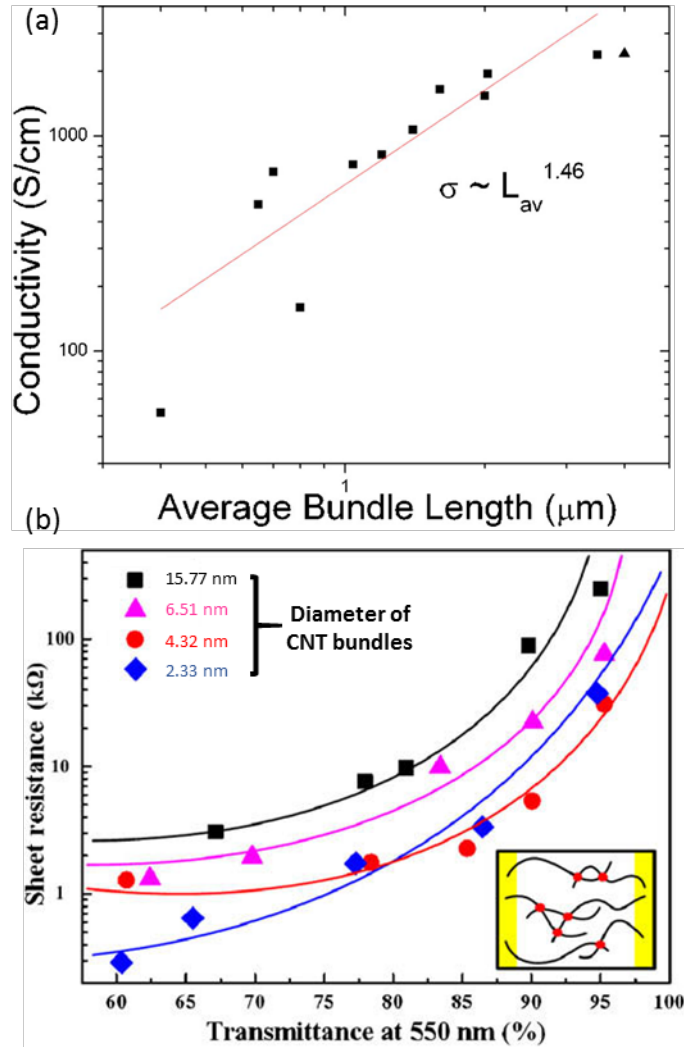 (a)
1000
100
Conductivity (S/cm)
σ ~ L_av^1.46
1
Average Bundle Length (μm)
(b)
15.77 nm
6.51 nm
4.32 nm
2.33 nm
Diameter of
CNT bundles
100
10
1
Sheet resistance (kΩ)
60 65 70 75 80 85 90 95 100
Transmittance at 550 nm (%)